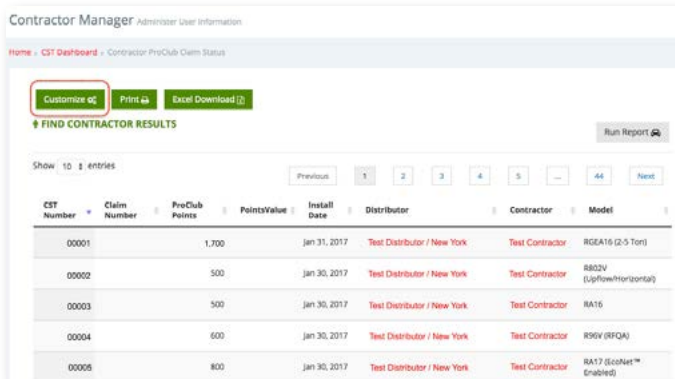 Contractor Manager Administer User Information
Home › CST Dashboard › Contractor ProClub Claim Status
Customize Print Excel Download
FIND CONTRACTOR RESULTS
Run Report
Show 10 entries
Previous 1 2 3 4 5 ... 44 Next
CST Number Claim Number ProClub Points PointsValue Install Date Distributor Contractor Model
00001 1,700 Jan 31, 2017 Test Distributor / New York Test Contractor RGEA16 (2-5 Ton)
00002 500 Jan 30, 2017 Test Distributor / New York Test Contractor R802V (Upflow/Horizontal)
00003 500 Jan 30, 2017 Test Distributor / New York Test Contractor RA16
00004 600 Jan 30, 2017 Test Distributor / New York Test Contractor R96V (RFQA)
00005 800 Jan 30, 2017 Test Distributor / New York Test Contractor RA17 (EcoNet™ Enabled)